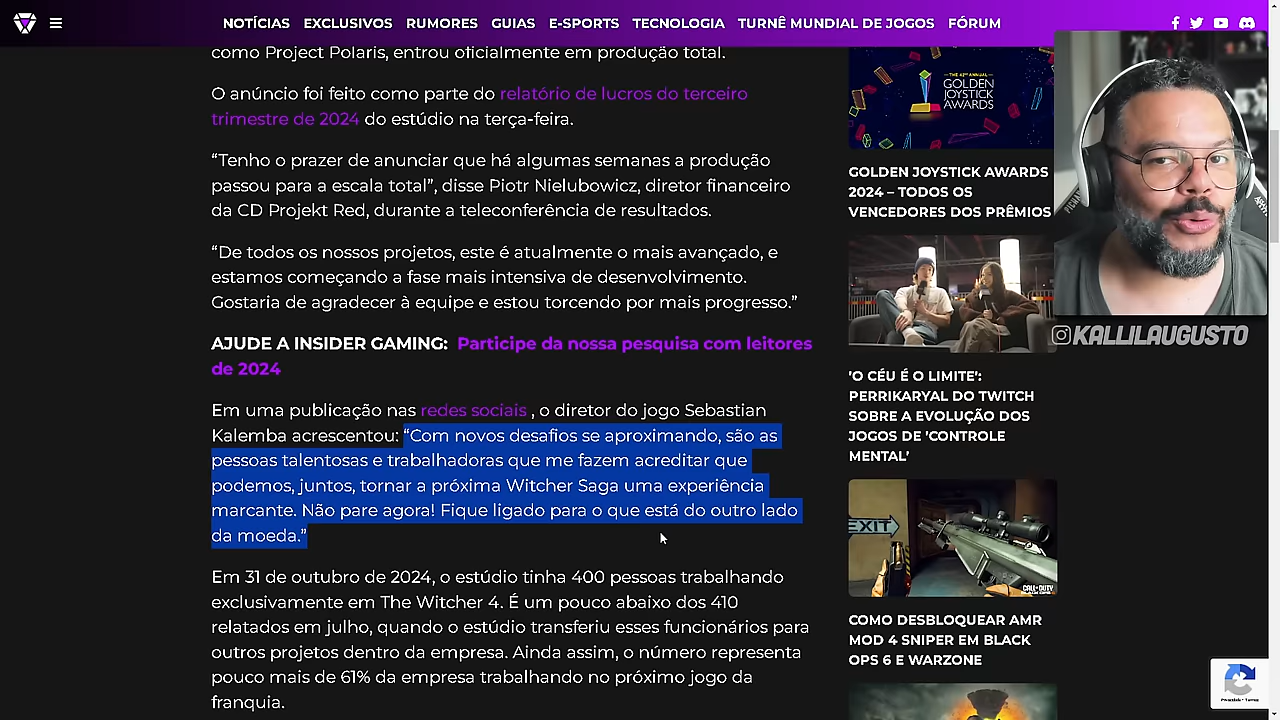 NOTÍCIAS EXCLUSIVOS RUMORES GUIAS E-SPORTS TECNOLOGIA TURNÊ MUNDIAL DE JOGOS FÓRUM
como Project Polaris, entrou oficialmente em produção total.
O anúncio foi feito como parte do relatório de lucros do terceiro
trimestre de 2024 do estúdio na terça-feira.
“Tenho o prazer de anunciar que há algumas semanas a produção
passou para a escala total”, disse Piotr Nielubowicz, diretor financeiro
da CD Projekt Red, durante a teleconferência de resultados.
“De todos os nossos projetos, este é atualmente o mais avançado, e
estamos começando a fase mais intensiva de desenvolvimento.
Gostaria de agradecer à equipe e estou torcendo por mais progresso.”
AJUDE A INSIDER GAMING: Participe da nossa pesquisa com leitores
de 2024
Em uma publicação nas redes sociais , o diretor do jogo Sebastian
Kalemba acrescentou: “Com novos desafios se aproximando, são as
pessoas talentosas e trabalhadoras que me fazem acreditar que
podemos, juntos, tornar a próxima Witcher Saga uma experiência
marcante. Não pare agora! Fique ligado para o que está do outro lado
da moeda.”
Em 31 de outubro de 2024, o estúdio tinha 400 pessoas trabalhando
exclusivamente em The Witcher 4. É um pouco abaixo dos 410
relatados em julho, quando o estúdio transferiu esses funcionários para
outros projetos dentro da empresa. Ainda assim, o número representa
pouco mais de 61% da empresa trabalhando no próximo jogo da
franquia.
THE 42ND ANNUAL
GOLDEN
JOYSTICK
AWARDS
GOLDEN JOYSTICK AWARDS
2024 – TODOS OS
VENCEDORES DOS PRÊMIOS
KALLILAUGUSTO
'O CÉU É O LIMITE':
PERRIKARYAL DO TWITCH
SOBRE A EVOLUÇÃO DOS
JOGOS DE 'CONTROLE
MENTAL'
EXIT
CALL OF DUTY
COMO DESBLOQUEAR AMR
MOD 4 SNIPER EM BLACK
OPS 6 E WARZONE